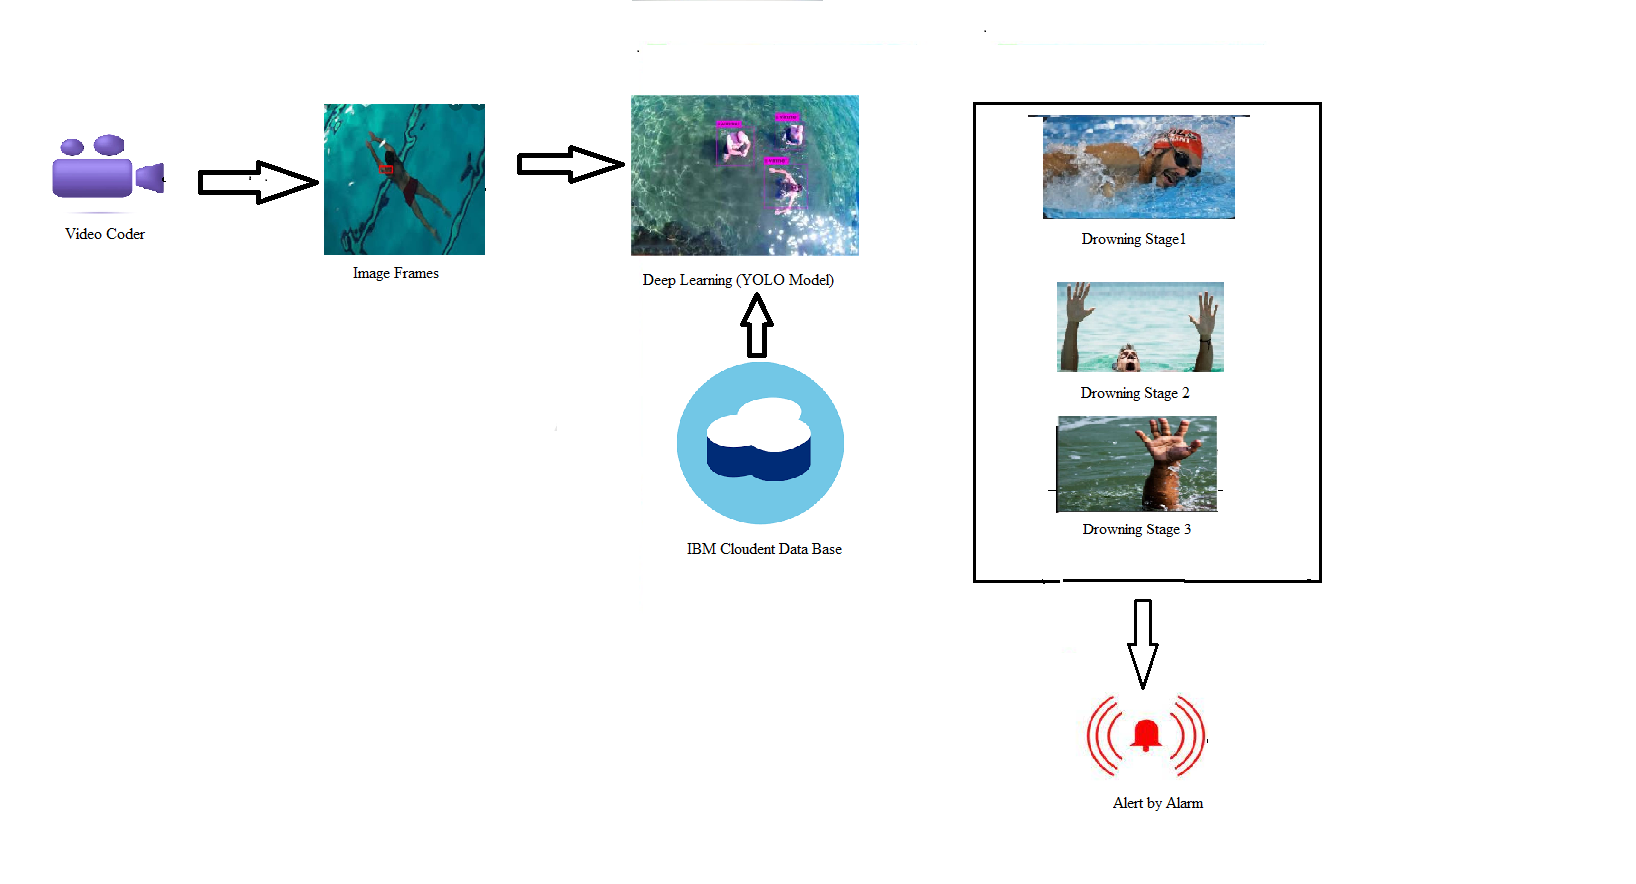 Video Coder
Image Frames
Deep Learning (YOLO Model)
IBM Cloudent Data Base
Drowning Stage1
Drowning Stage 2
Drowning Stage 3
Alert by Alarm